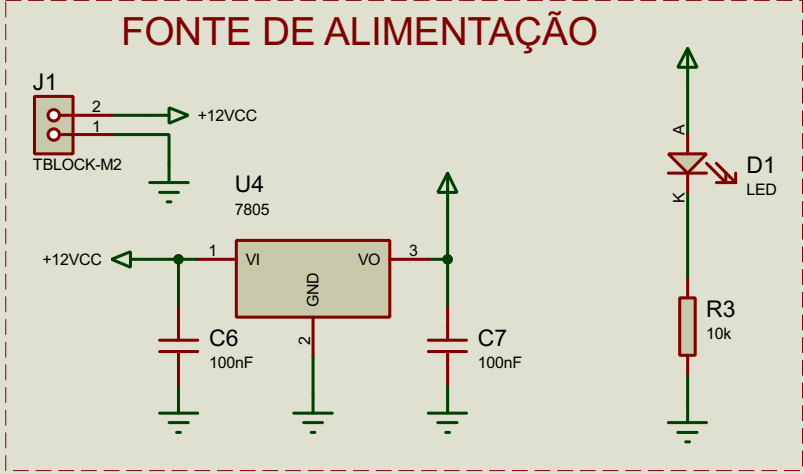 FONTE DE ALIMENTAÇÃO
J1
2
+12VCC
1
TBLOCK-M2
A
D1
LED
K
U4
7805
+12VCC
1
VI
VO
3
GND
2
C6
100nF
C7
100nF
R3
10k